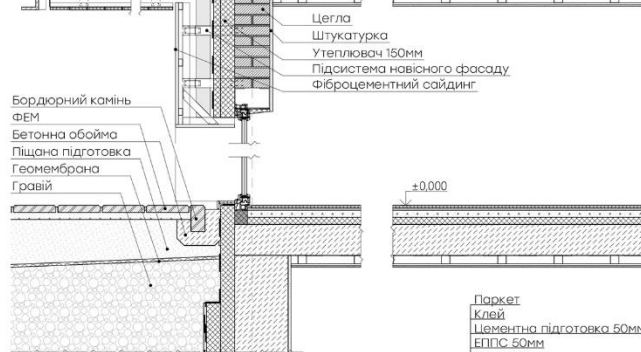 Цегла
Штукатурка
Утеплювач 150мм
Підсистема навісного фасаду
Фіброцементний сайдинг
Бордюрний камінь
ФЕМ
Бетонна обойма
Піщана підготовка
Геомембрана
Гравій
±0,000
Паркет
Клей
Цементна підготовка 50мм
ЕППС 50мм